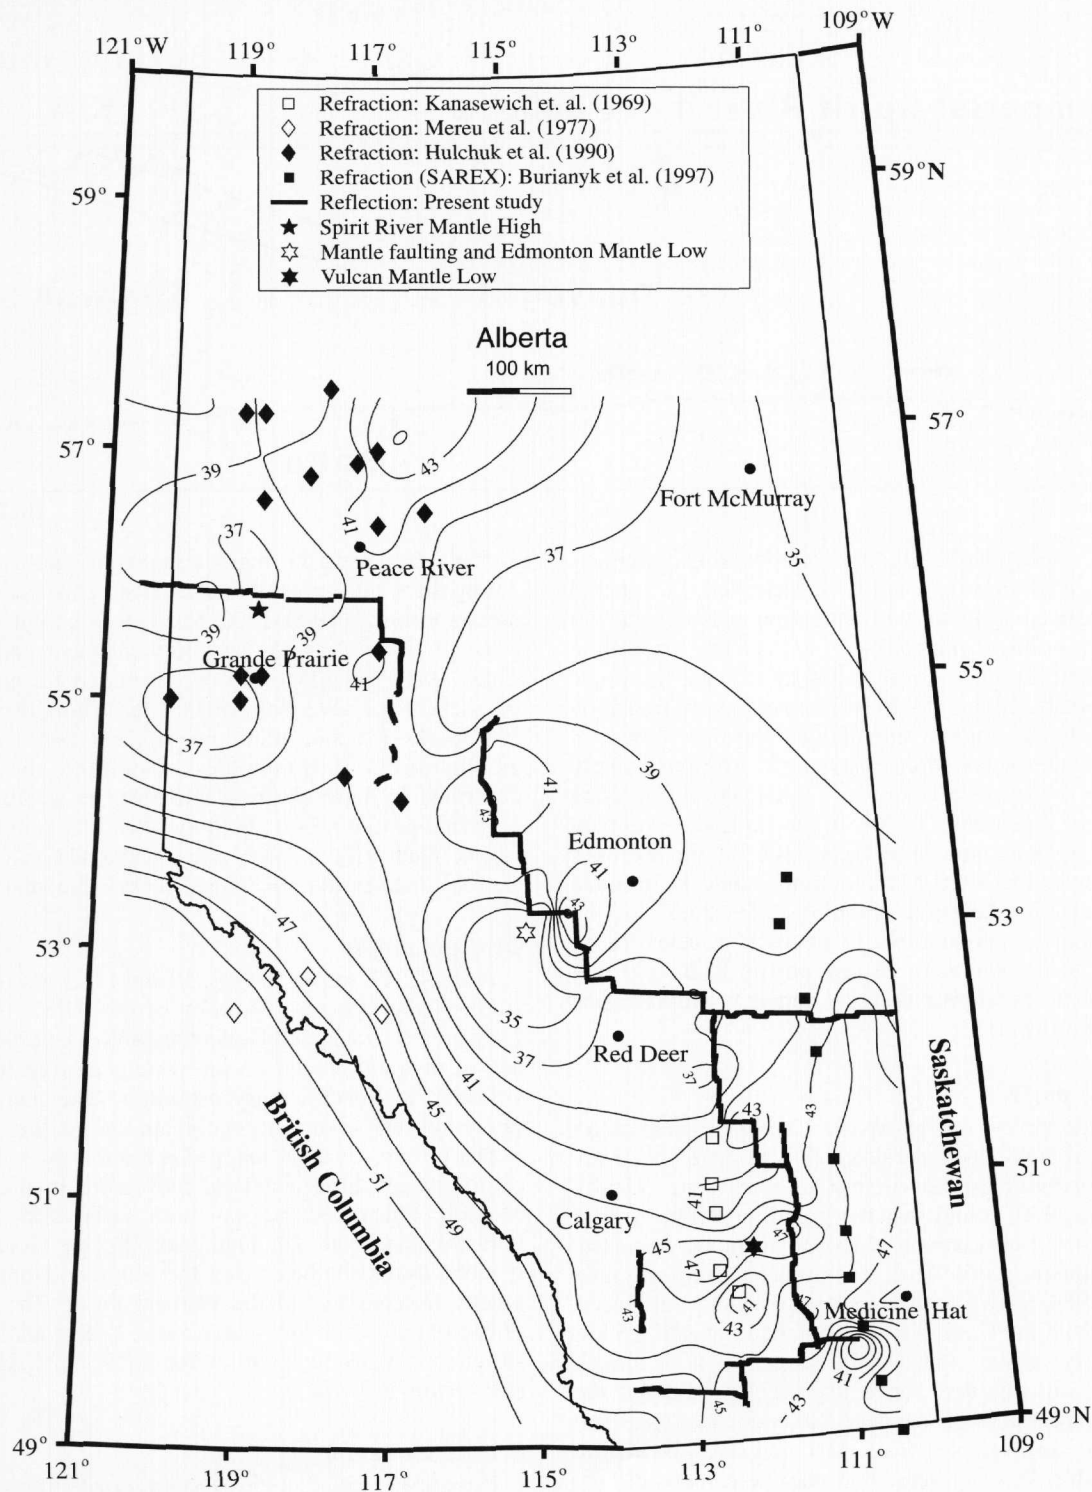 109° W
121° W 119° 117° 115° 113° 111°
Refraction: Kanasewich et. al. (1969)
Refraction: Mereu et al. (1977)
Refraction: Hulchuk et al. (1990)
Refraction (SAREX): Burianyk et al. (1997)
Reflection: Present study
Spirit River Mantle High
Mantle faulting and Edmonton Mantle Low
Vulcan Mantle Low
59° 59° N
Alberta
100 km
57° 57°
39 43
Fort McMurray
41
37 37 35
Peace River
39 39
Grande Prairie
41
55° 55°
37
39
41
43
Edmonton
41
43
53° 53°
47
35
Red Deer
37 37
41
43 43
45
Saskatchewan
British Columbia
51
51° 51°
41
Calgary
49
45 47 47
47
41
43 43 47
Medicine Hat
41
45 43
49° 49° N
121° 119° 117° 115° 113° 111° 109°